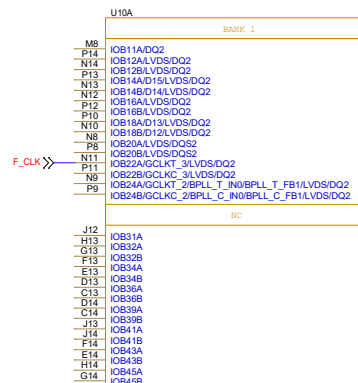 U10A
BANK 1
M8 IOB11A/DQ2
P14 IOB12A/LVDS/DQ2
N14 IOB12B/LVDS/DQ2
P13 IOB14A/D15/LVDS/DQ2
N13 IOB14B/D14/LVDS/DQ2
N12 IOB16A/LVDS/DQ2
P12 IOB16B/LVDS/DQ2
P10 IOB18A/D13/LVDS/DQ2
N10 IOB18B/D12/LVDS/DQ2
N8 IOB20A/LVDS/DQS2
P8 IOB20B/LVDS/DQS2
F_CLK N11 IOB22A/GCLKT_3/LVDS/DQ2
P11 IOB22B/GCLKC_3/LVDS/DQ2
N9 IOB24A/GCLKT_2/BPLL_T_IN0/BPLL_T_FB1/LVDS/DQ2
P9 IOB24B/GCLKC_2/BPLL_C_IN0/BPLL_C_FB1/LVDS/DQ2
NC
J12 IOB31A
H13 IOB32A
G13 IOB32B
F13 IOB34A
E13 IOB34B
D13 IOB36A
C13 IOB36B
D14 IOB39A
C14 IOB39B
J13 IOB41A
J14 IOB41B
F14 IOB43A
E14 IOB43B
H14 IOB45A
G14 IOB45B